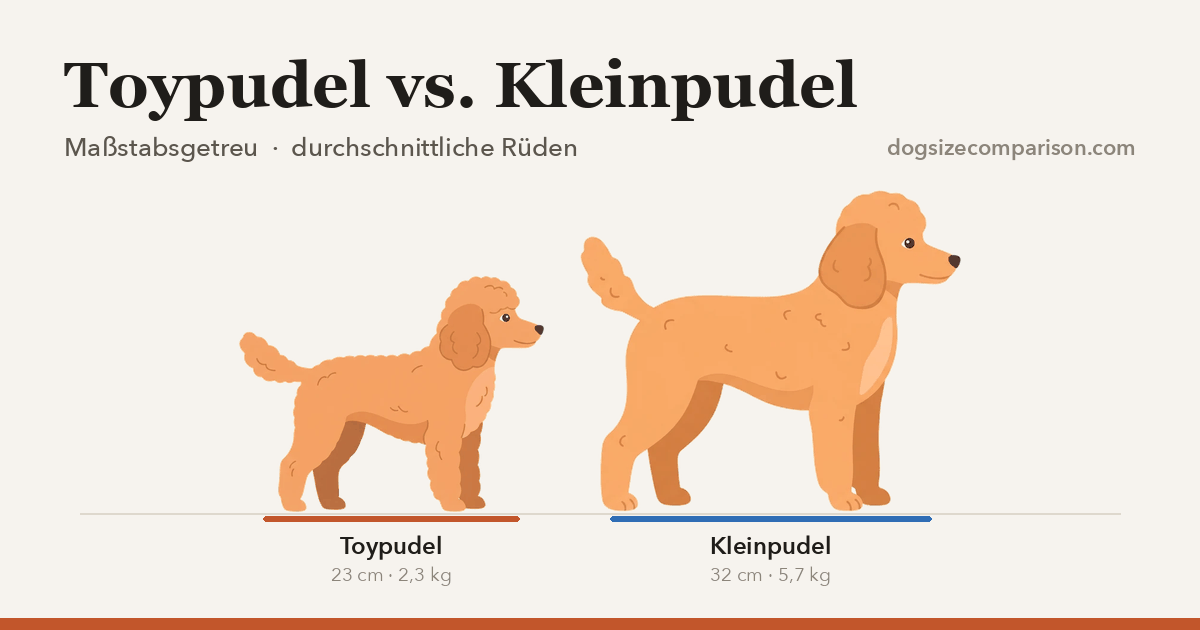 Toypudel vs. Kleinpudel
Maßstabsgetreu · durchschnittliche Rüden
dogsizecomparison.com
Toypudel
23 cm · 2,3 kg
Kleinpudel
32 cm · 5,7 kg